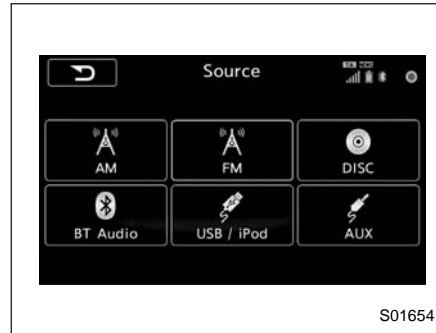 Source
AM
FM
DISC
BT Audio
USB / iPod
AUX
S01654